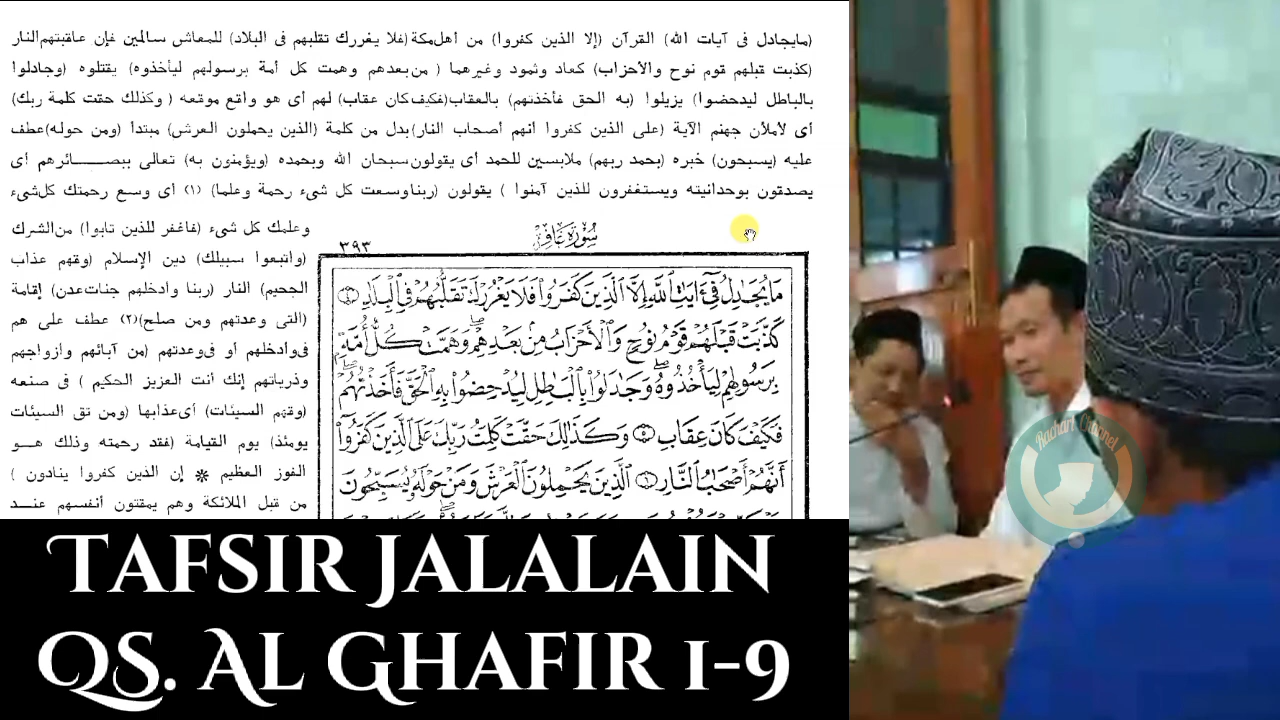 (مايجادل فى آيات الله) القرآن (إلا الذين كفروا) من أهل مكة (فلا يغررك تقلبهم فى البلاد) للمعاش سالمين فإن عاقبتهم النار
(كذبت قبلهم قوم نوح والأحزاب) كعاد وثمود وغيرهما (من بعدهم وهمت كل أمة برسولهم ليأخذوه) يقتلوه (وجادلوا
بالباطل ليدحضوا) يزيلوا (به الحق فأخذتهم) بالعقاب (فكيف كان عقاب) لهم أى هو واقع موقعه (وكذلك حقت كلمة ربك)
أى لأملأن جهنم الآية (على الذين كفروا أنهم أصحاب النار) بدل من كلمة (الذين يحملون العرش) مبتدأ (ومن حوله) عطف
عليه (يسبحون) خبره (بحمد ربهم) ملابسين للحمد أى يقولون سبحان الله وبحمده (ويؤمنون به) تعالى ببصائرهم أى
يصدقون بوحدانيته ويستغفرون للذين آمنوا ) يقولون (ربنا وسعت كل شىء رحمة وعلما) (١) أى وسع رحمتك كل شىء
وعلمك كل شىء (فاغفر للذين تابوا) من الشرك
(واتبعوا سبيلك) دين الإسلام (وقهم عذاب
الجحيم) النار (ربنا وادخلهم جنات عدن) إقامة
(التى وعدتهم ومن صلح) (٢) عطف على هم
فى وأدخلهم أو فى وعدتهم (من آبائهم وازواجهم
وذرياتهم إنك أنت العزيز الحكيم ) فى صنعه
(وقهم السيئات) أى عذابها (ومن تق السيئات
يومئذ) يوم القيامة (فقد رحمته وذلك هو
الفوز العظيم * إن الذين كفروا ينادون )
من قبل الملائكة وهم يمقتون أنفسهم عند
سُورَةُ غَافِرٍ ٣٩٣
مَا يُجَٰدِلُ فِىٓ ءَايَٰتِ ٱللَّهِ إِلَّا ٱلَّذِينَ كَفَرُوا۟ فَلَا يَغْرُرْكَ تَقَلُّبُهُمْ فِى ٱلْبِلَٰدِ ٤
كَذَّبَتْ قَبْلَهُمْ قَوْمُ نُوحٍ وَٱلْأَحْزَابُ مِنۢ بَعْدِهِمْ ۖ وَهَمَّتْ كُلُّ أُمَّةٍۭ
بِرَسُولِهِمْ لِيَأْخُذُوهُ ۖ وَجَٰدَلُوا۟ بِٱلْبَٰطِلِ لِيُدْحِضُوا۟ بِهِ ٱلْحَقَّ فَأَخَذْتُهُمْ ۖ
فَكَيْفَ كَانَ عِقَابِ ٥ وَكَذَٰلِكَ حَقَّتْ كَلِمَتُ رَبِّكَ عَلَى ٱلَّذِينَ كَفَرُوٓا۟
أَنَّهُمْ أَصْحَٰبُ ٱلنَّارِ ٦ ٱلَّذِينَ يَحْمِلُونَ ٱلْعَرْشَ وَمَنْ حَوْلَهُۥ يُسَبِّحُونَ
Rachart Channel
TAFSIR JALALAIN
QS. AL GHAFIR 1-9